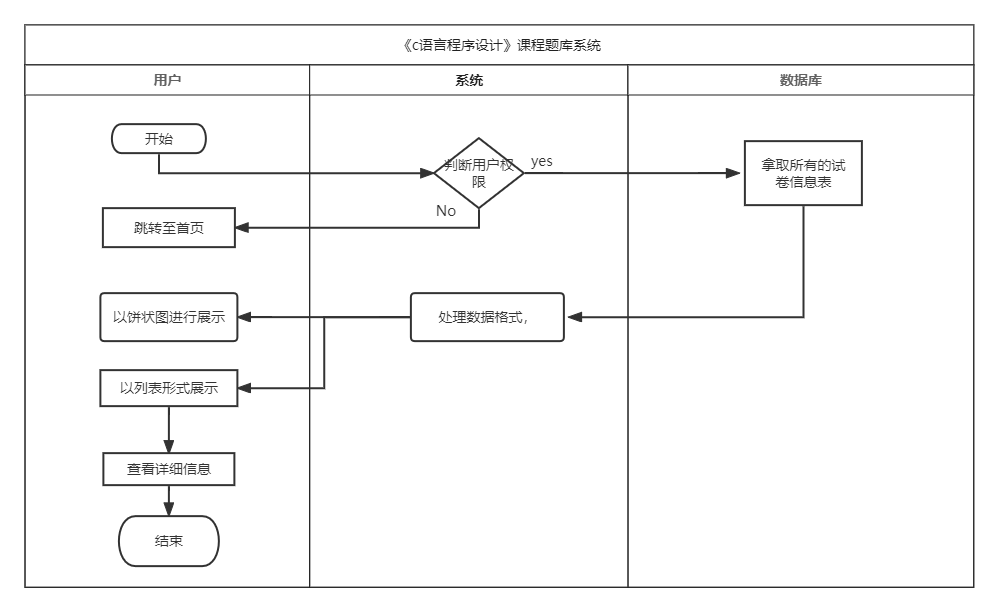 《c语言程序设计》课程题库系统
用户
系统
数据库
开始
判断用户权
限
yes
拿取所有的试
卷信息表
No
跳转至首页
以饼状图进行展示
处理数据格式，
以列表形式展示
查看详细信息
结束